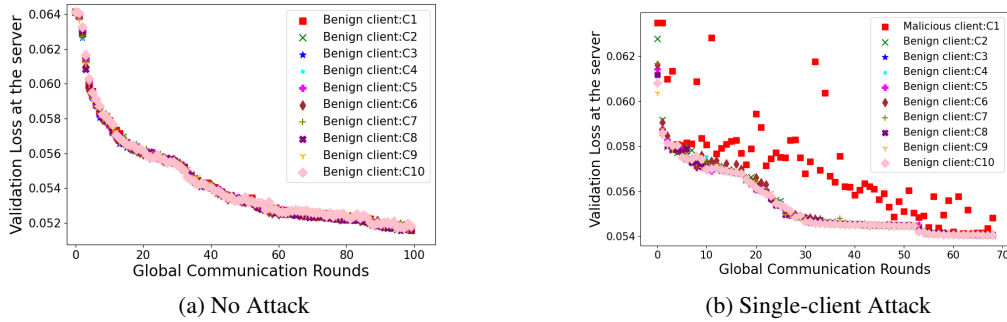 0.064
0.062
0.060
0.058
0.056
0.054
0.052
Validation Loss at the server
0
20
40
60
80
100
Global Communication Rounds
Benign client:C1
Benign client:C2
Benign client:C3
Benign client:C4
Benign client:C5
Benign client:C6
Benign client:C7
Benign client:C8
Benign client:C9
Benign client:C10
(a) No Attack
0.062
0.060
0.058
0.056
0.054
Validation Loss at the server
0
10
20
30
40
50
60
70
Global Communication Rounds
Malicious client:C1
Benign client:C2
Benign client:C3
Benign client:C4
Benign client:C5
Benign client:C6
Benign client:C7
Benign client:C8
Benign client:C9
Benign client:C10
(b) Single-client Attack